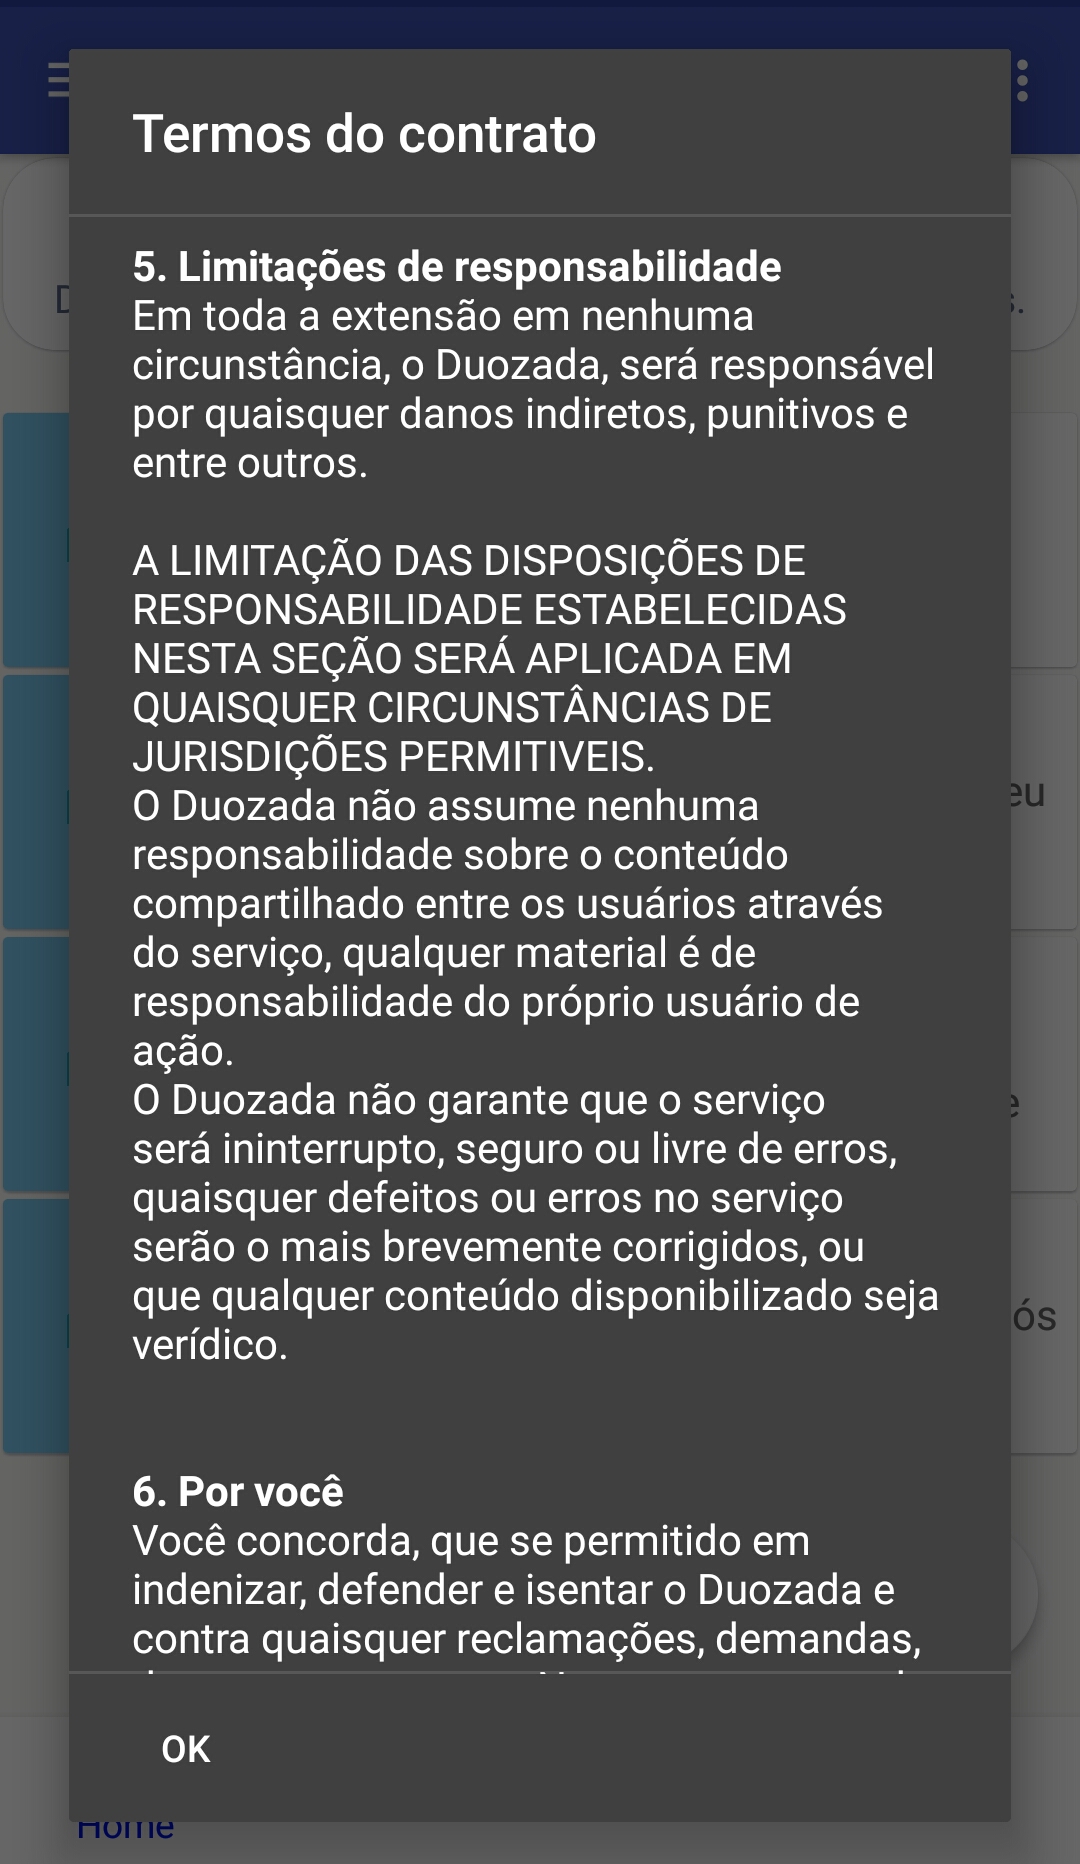 Termos do contrato
5. Limitações de responsabilidade
Em toda a extensão em nenhuma
circunstância, o Duozada, será responsável
por quaisquer danos indiretos, punitivos e
entre outros.
A LIMITAÇÃO DAS DISPOSIÇÕES DE
RESPONSABILIDADE ESTABELECIDAS
NESTA SEÇÃO SERÁ APLICADA EM
QUAISQUER CIRCUNSTÂNCIAS DE
JURISDIÇÕES PERMITIVEIS.
O Duozada não assume nenhuma
responsabilidade sobre o conteúdo
compartilhado entre os usuários através
do serviço, qualquer material é de
responsabilidade do próprio usuário de
ação.
O Duozada não garante que o serviço
será ininterrupto, seguro ou livre de erros,
quaisquer defeitos ou erros no serviço
serão o mais brevemente corrigidos, ou
que qualquer conteúdo disponibilizado seja
verídico.
6. Por você
Você concorda, que se permitido em
indenizar, defender e isentar o Duozada e
contra quaisquer reclamações, demandas,
OK
Home